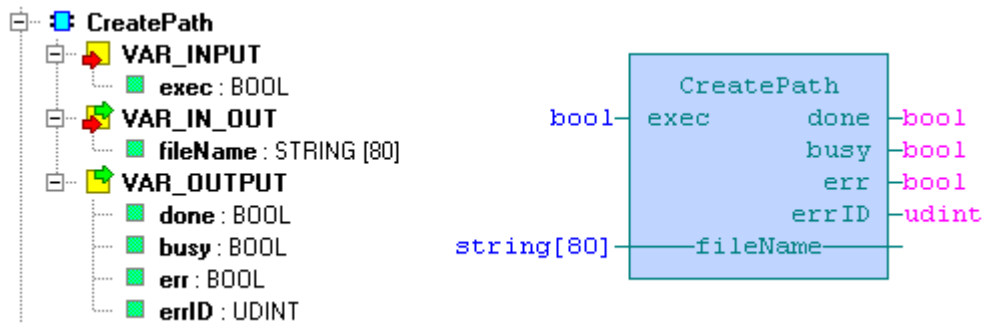 CreatePath
VAR_INPUT
exec : BOOL
VAR_IN_OUT
fileName : STRING [80]
VAR_OUTPUT
done : BOOL
busy : BOOL
err : BOOL
errID : UDINT
CreatePath
bool exec done bool
busy bool
err bool
errID udint
string[80] fileName